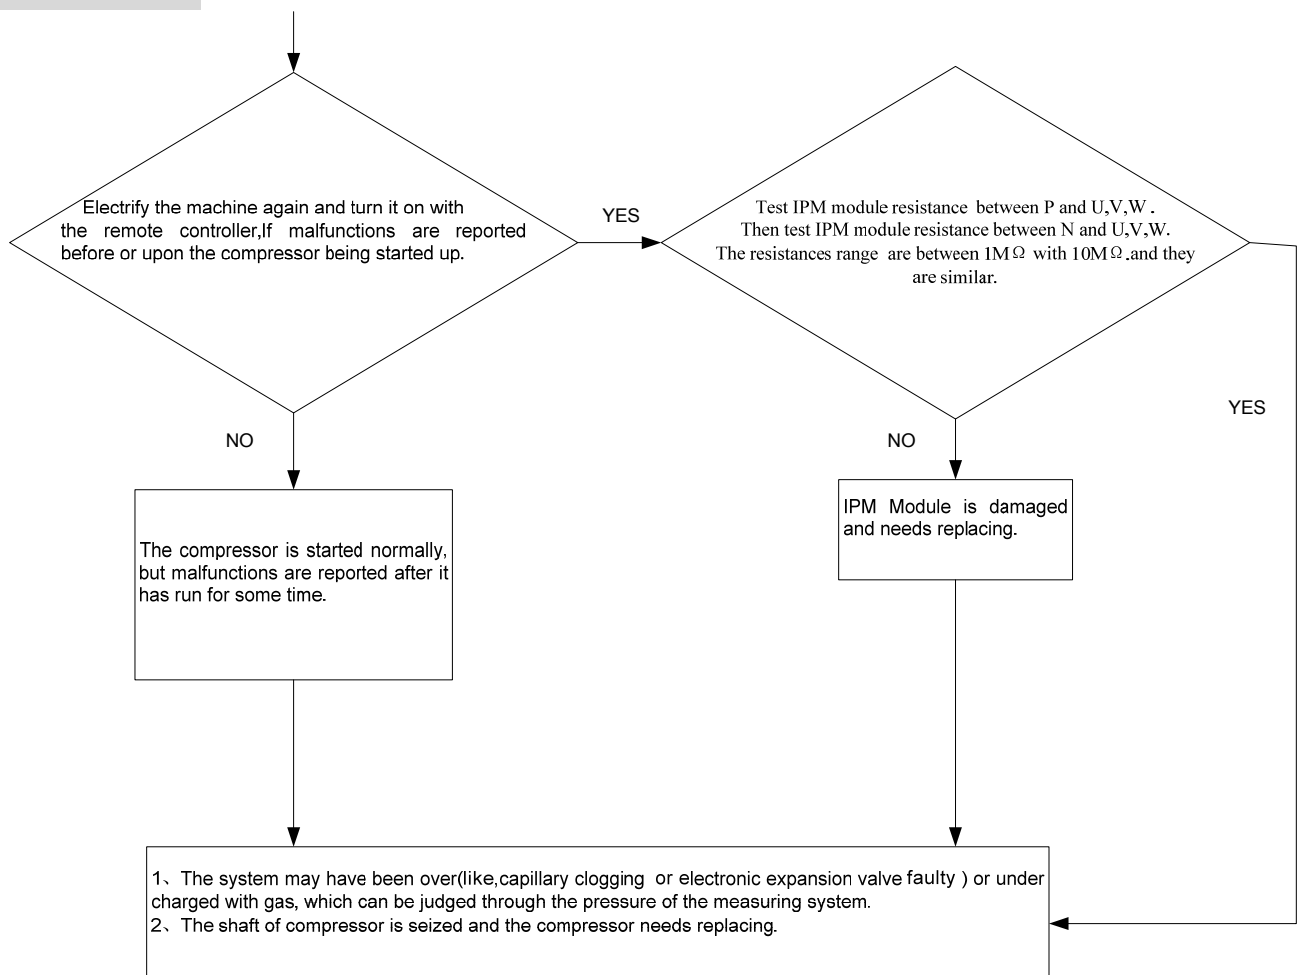 Electrify the machine again and turn it on with
the remote controller,If malfunctions are reported
before or upon the compressor being started up.
YES
Test IPM module resistance between P and U,V,W .
Then test IPM module resistance between N and U,V,W.
The resistances range are between 1MΩ with 10MΩ.and they
are similar.
YES
NO
NO
The compressor is started normally,
but malfunctions are reported after it
has run for some time.
IPM Module is damaged
and needs replacing.
1、The system may have been over(like,capillary clogging or electronic expansion valve faulty ) or under
charged with gas, which can be judged through the pressure of the measuring system.
2、The shaft of compressor is seized and the compressor needs replacing.